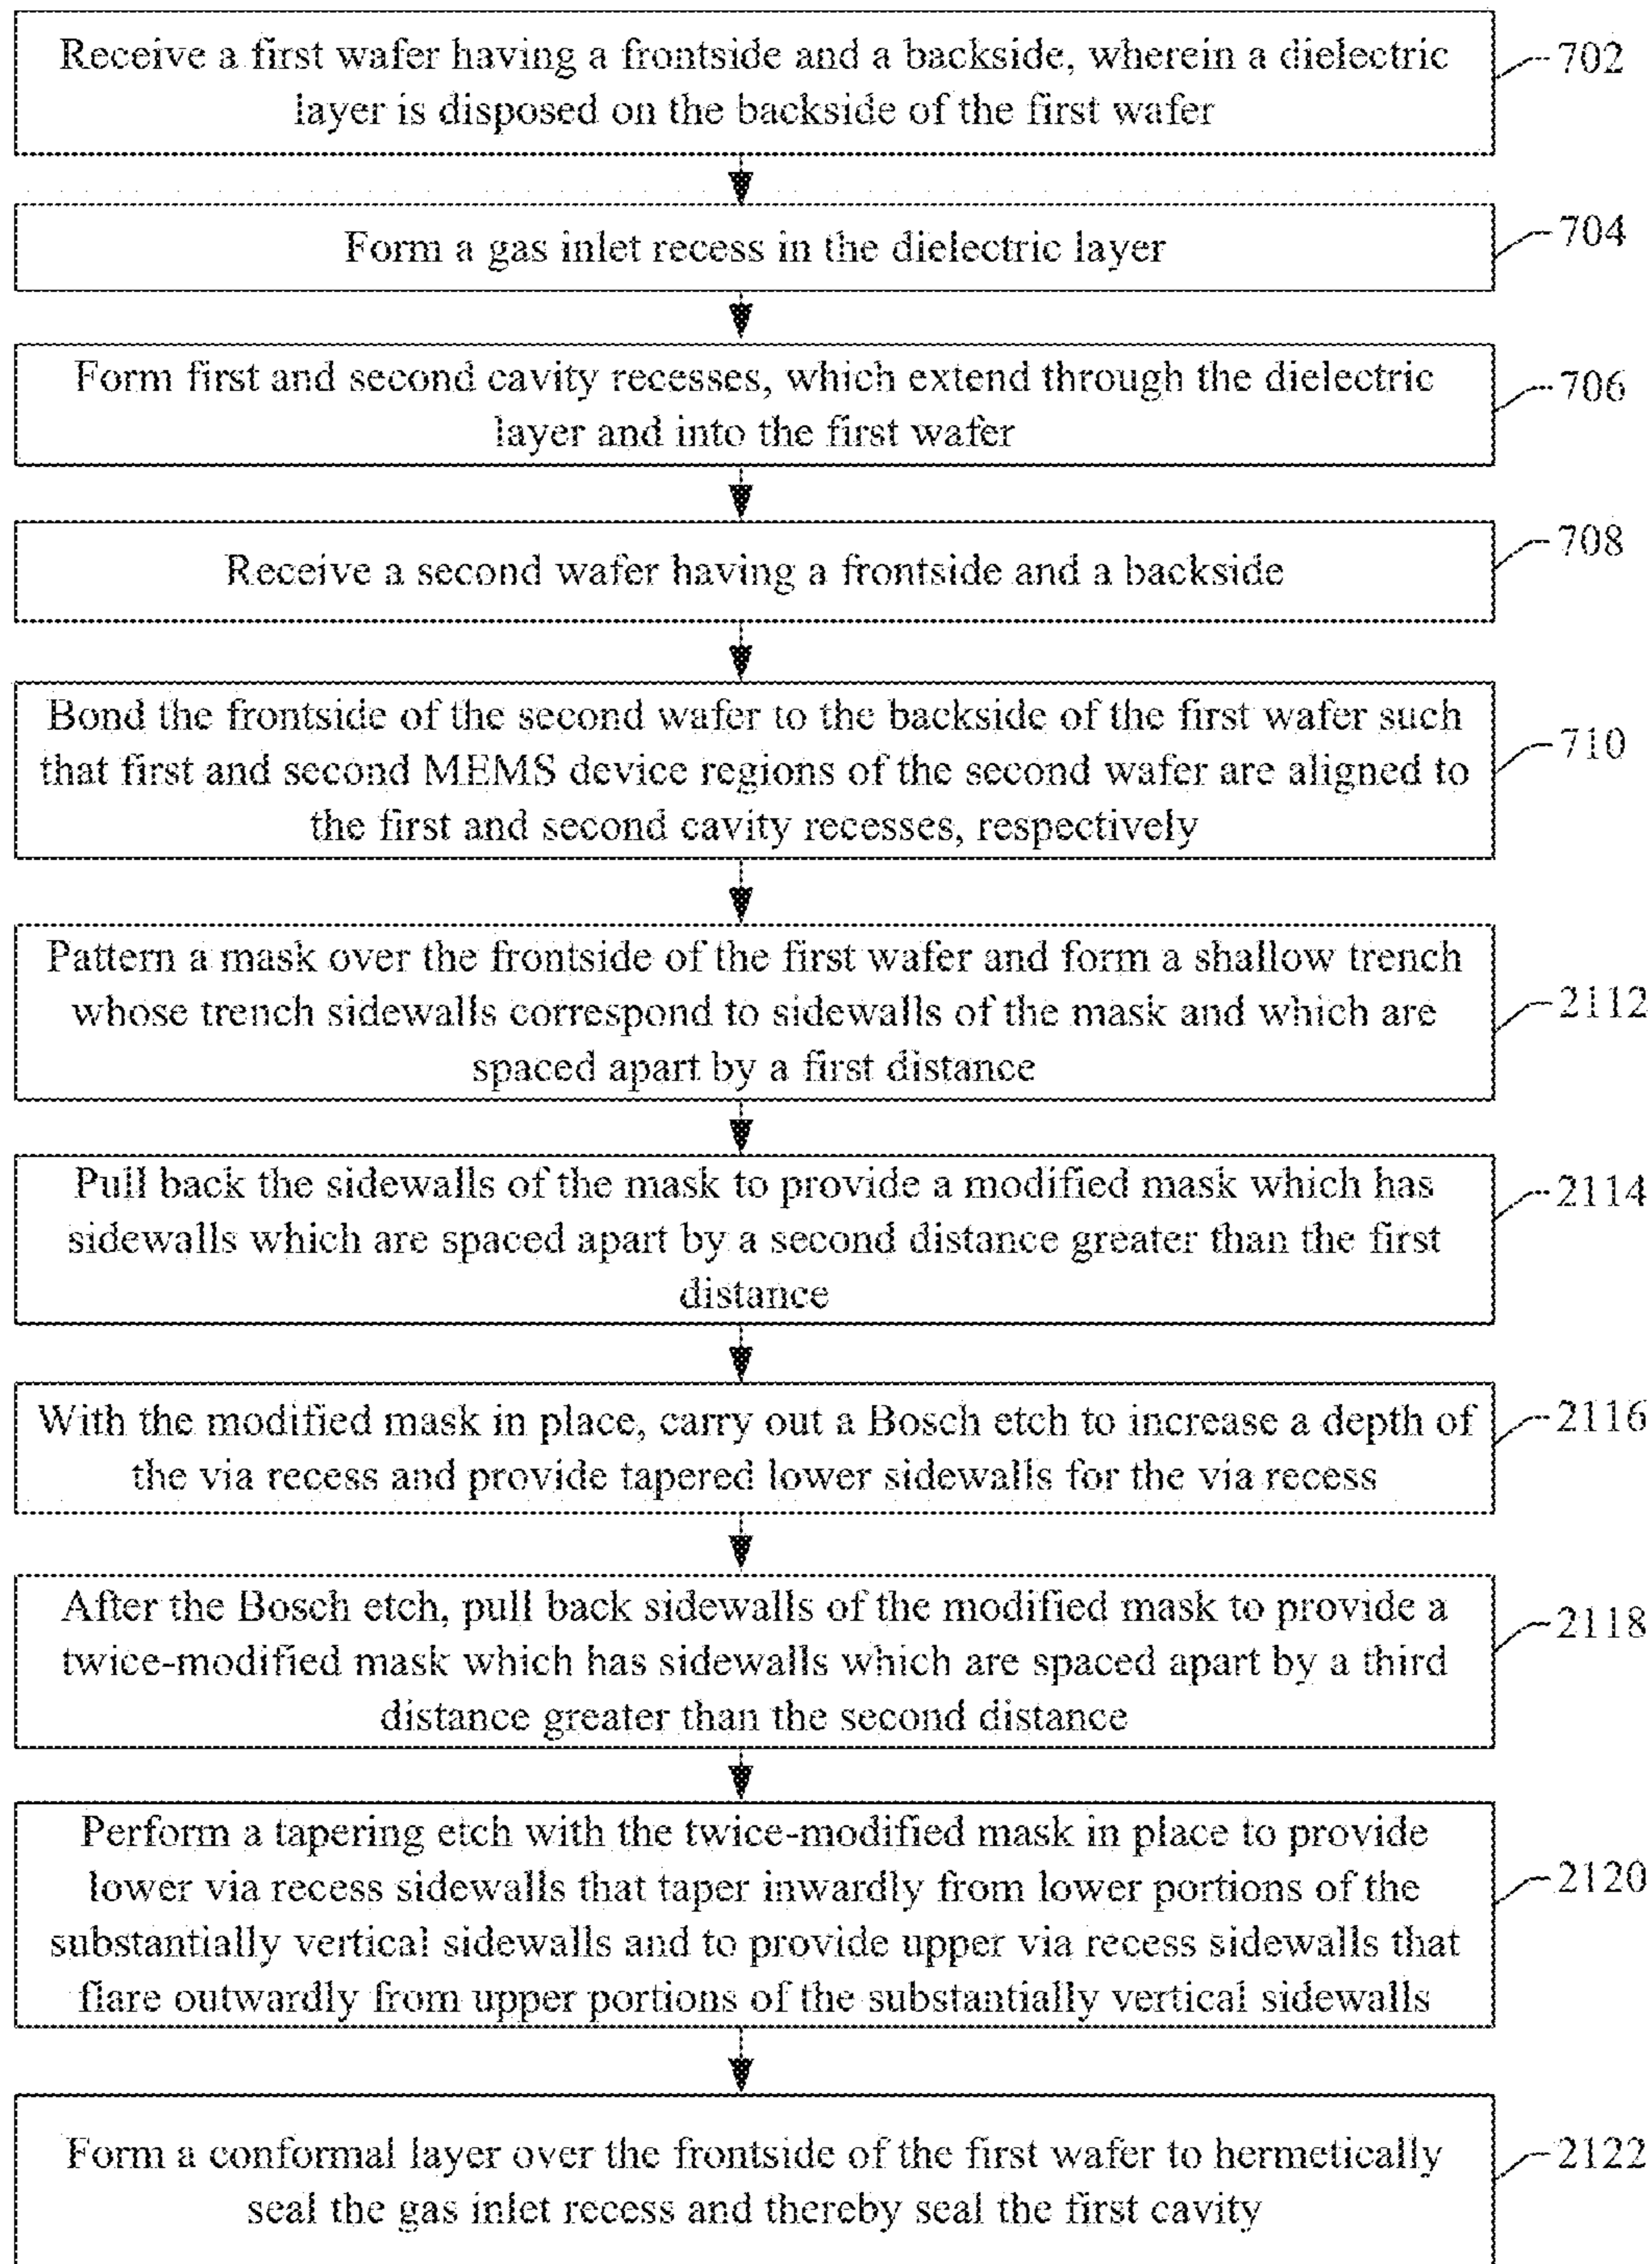 Receive a first wafer having a frontside and a backside, wherein a dielectric
layer is disposed on the backside of the first wafer
702
Form a gas inlet recess in the dielectric layer
704
Form first and second cavity recesses, which extend through the dielectric
layer and into the first wafer
706
Receive a second wafer having a frontside and a backside
708
Bond the frontside of the second wafer to the backside of the first wafer such
that first and second MEMS device regions of the second wafer are aligned to
the first and second cavity recesses, respectively
710
Pattern a mask over the frontside of the first wafer and form a shallow trench
whose trench sidewalls correspond to sidewalls of the mask and which are
spaced apart by a first distance
2112
Pull back the sidewalls of the mask to provide a modified mask which has
sidewalls which are spaced apart by a second distance greater than the first
distance
2114
With the modified mask in place, carry out a Bosch etch to increase a depth of
the via recess and provide tapered lower sidewalls for the via recess
2116
After the Bosch etch, pull back sidewalls of the modified mask to provide a
twice-modified mask which has sidewalls which are spaced apart by a third
distance greater than the second distance
2118
Perform a tapering etch with the twice-modified mask in place to provide
lower via recess sidewalls that taper inwardly from lower portions of the
substantially vertical sidewalls and to provide upper via recess sidewalls that
flare outwardly from upper portions of the substantially vertical sidewalls
2120
Form a conformal layer over the frontside of the first wafer to hermetically
seal the gas inlet recess and thereby seal the first cavity
2122